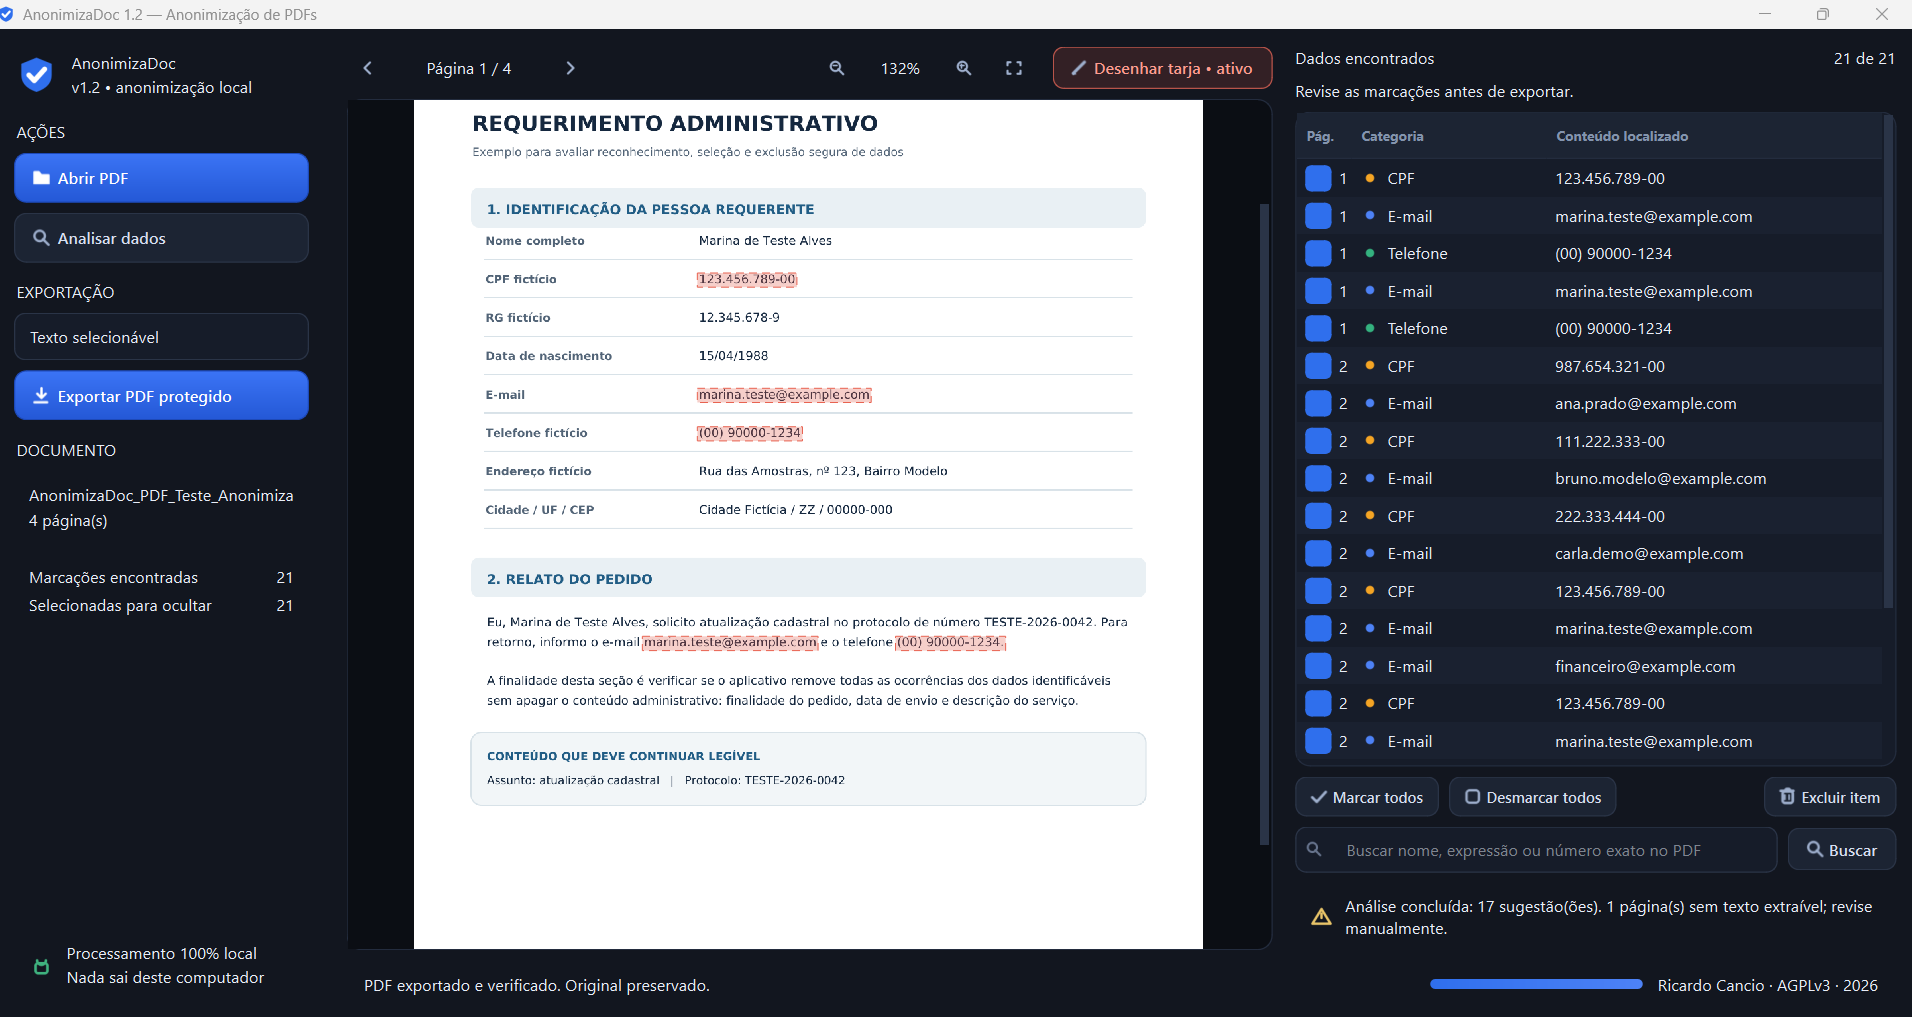 AnonimizaDoc 1.2 — Anonimização de PDFs
AnonimizaDoc
v1.2 • anonimização local
AÇÕES
Abrir PDF
Analisar dados
EXPORTAÇÃO
Texto selecionável
Exportar PDF protegido
DOCUMENTO
AnonimizaDoc_PDF_Teste_Anonimiza
4 página(s)
Marcações encontradas 21
Selecionadas para ocultar 21
Processamento 100% local
Nada sai deste computador
Página 1 / 4
132%
Desenhar tarja • ativo
REQUERIMENTO ADMINISTRATIVO
Exemplo para avaliar reconhecimento, seleção e exclusão segura de dados
1. IDENTIFICAÇÃO DA PESSOA REQUERENTE
Nome completo Marina de Teste Alves
CPF fictício 123.456.789-00
RG fictício 12.345.678-9
Data de nascimento 15/04/1988
E-mail marina.teste@example.com
Telefone fictício (00) 90000-1234
Endereço fictício Rua das Amostras, nº 123, Bairro Modelo
Cidade / UF / CEP Cidade Fictícia / ZZ / 00000-000
2. RELATO DO PEDIDO
Eu, Marina de Teste Alves, solicito atualização cadastral no protocolo de número TESTE-2026-0042. Para
retorno, informo o e-mail marina.teste@example.com e o telefone (00) 90000-1234.
A finalidade desta seção é verificar se o aplicativo remove todas as ocorrências dos dados identificáveis
sem apagar o conteúdo administrativo: finalidade do pedido, data de envio e descrição do serviço.
CONTEÚDO QUE DEVE CONTINUAR LEGÍVEL
Assunto: atualização cadastral | Protocolo: TESTE-2026-0042
PDF exportado e verificado. Original preservado.
Dados encontrados 21 de 21
Revise as marcações antes de exportar.
Pág. Categoria Conteúdo localizado
1 CPF 123.456.789-00
1 E-mail marina.teste@example.com
1 Telefone (00) 90000-1234
1 E-mail marina.teste@example.com
1 Telefone (00) 90000-1234
2 CPF 987.654.321-00
2 E-mail ana.prado@example.com
2 CPF 111.222.333-00
2 E-mail bruno.modelo@example.com
2 CPF 222.333.444-00
2 E-mail carla.demo@example.com
2 CPF 123.456.789-00
2 E-mail marina.teste@example.com
2 E-mail financeiro@example.com
2 CPF 123.456.789-00
2 E-mail marina.teste@example.com
Marcar todos Desmarcar todos Excluir item
Buscar nome, expressão ou número exato no PDF Buscar
Análise concluída: 17 sugestão(ões). 1 página(s) sem texto extraível; revise
manualmente.
Ricardo Cancio · AGPLv3 · 2026